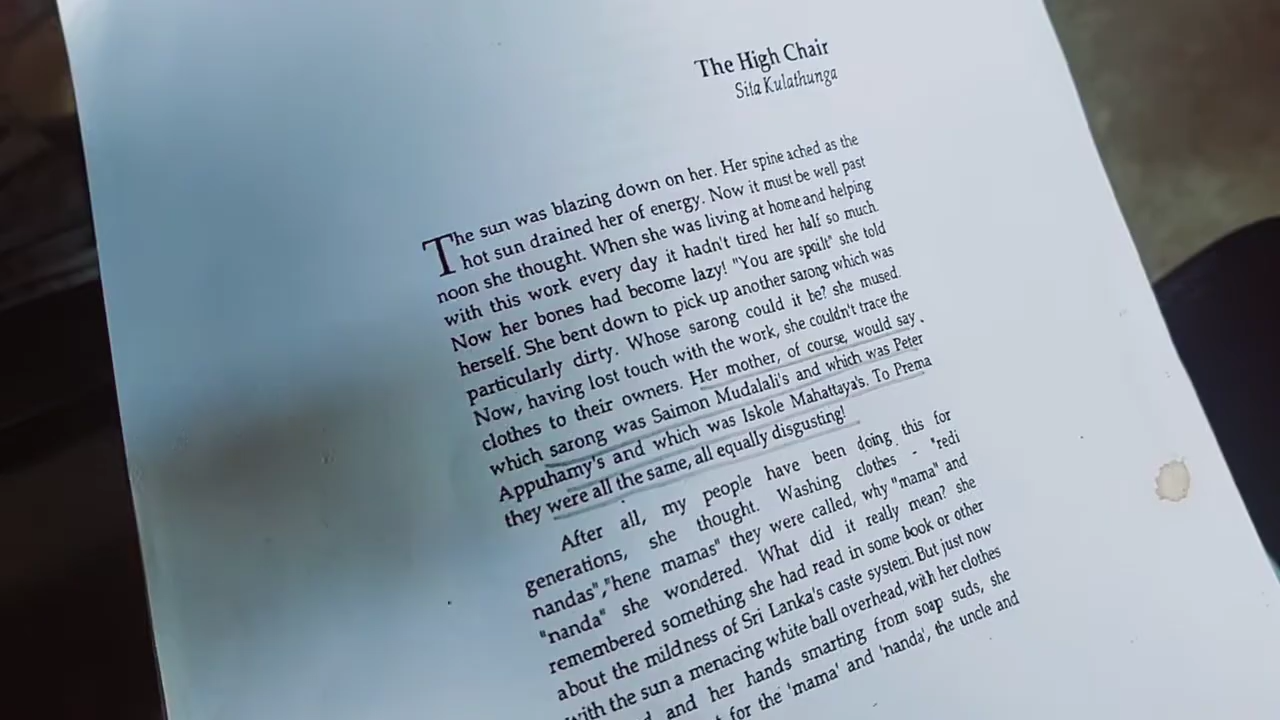 The High Chair
Sita Kulathunga
The sun was blazing down on her. Her spine ached as the
hot sun drained her of energy. Now it must be well past
noon she thought. When she was living at home and helping
with this work every day it hadn't tired her half so much.
Now her bones had become lazy! "You are spoilt" she told
herself. She bent down to pick up another sarong which was
particularly dirty. Whose sarong could it be? she mused.
Now, having lost touch with the work, she couldn't trace the
clothes to their owners. Her mother, of course, would say.
which sarong was Saimon Mudalali's and which was Peter
Appuhamy's and which was Iskole Mahattaya's. To Prema
they were all the same, all equally disgusting!
After all, my people have been doing this for
generations, she thought. Washing clothes - "redi
nandas","hene mamas" they were called, why "mama" and
"nanda" she wondered. What did it really mean? she
remembered something she had read in some book or other
about the mildness of Sri Lanka's caste system. But just now
with the sun a menacing white ball overhead, with her clothes
and her hands smarting from soap suds, she
for the 'mama' and 'nanda', the uncle and